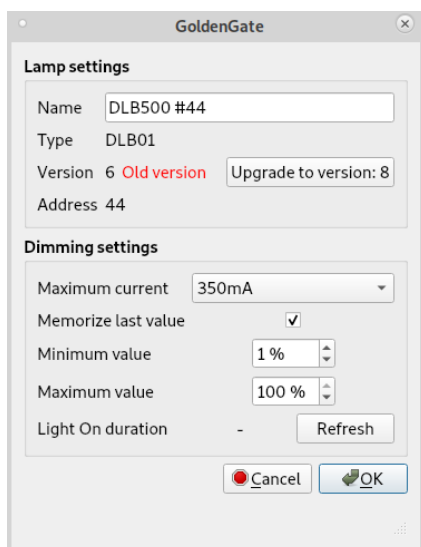 GoldenGate
Lamp settings
Name DLB500 #44
Type DLB01
Version 6 Old version Upgrade to version: 8
Address 44
Dimming settings
Maximum current 350mA
Memorize last value
Minimum value 1 %
Maximum value 100 %
Light On duration - Refresh
Cancel OK